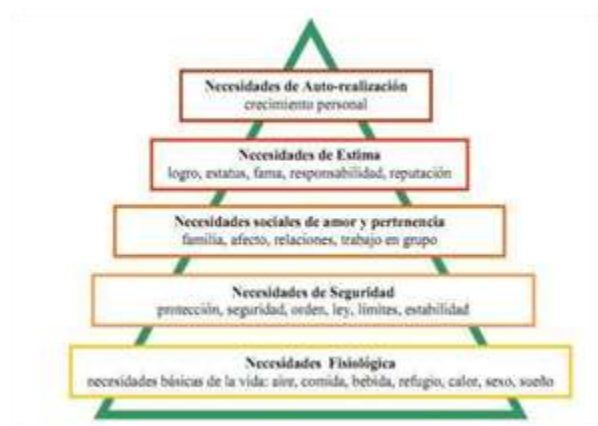 Necesidades de Auto-realización
crecimiento personal
Necesidades de Estima
logro, estatus, fama, responsabilidad, reputación
Necesidades sociales de amor y pertenencia
familia, afecto, relaciones, trabajo en grupo
Necesidades de Seguridad
protección, seguridad, orden, ley, límites, estabilidad
Necesidades Fisiológica
necesidades básicas de la vida: aire, comida, bebida, refugio, calor, sexo, sueño